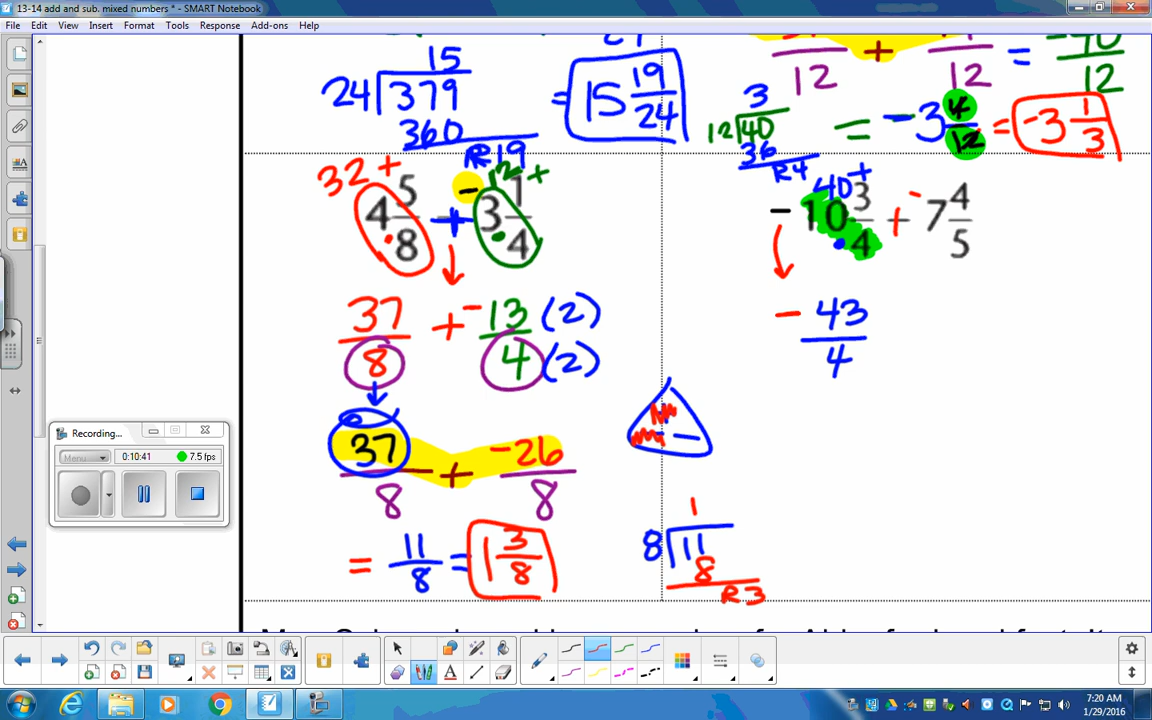 13-14 add and sub. mixed numbers * - SMART Notebook
File Edit View Insert Format Tools Response Add-ons Help
15
24 379
360
R 19
= 15 19/24
12 + 12 = -40/12
3
12 40
36
R4
= -3 4/12 = -3 1/3
32 + 12 +
4 5/8 - + 3 1/4
37/8 + -13/4 (2) (2)
37/8 + -26/8
= 11/8 = 1 3/8
1
8 11
8
R 3
40 +
- 10 3/4 + - 7 4/5
- 43/4
Recording...
Menu
0:10:41
7.5 fps
A
7:20 AM
1/29/2016